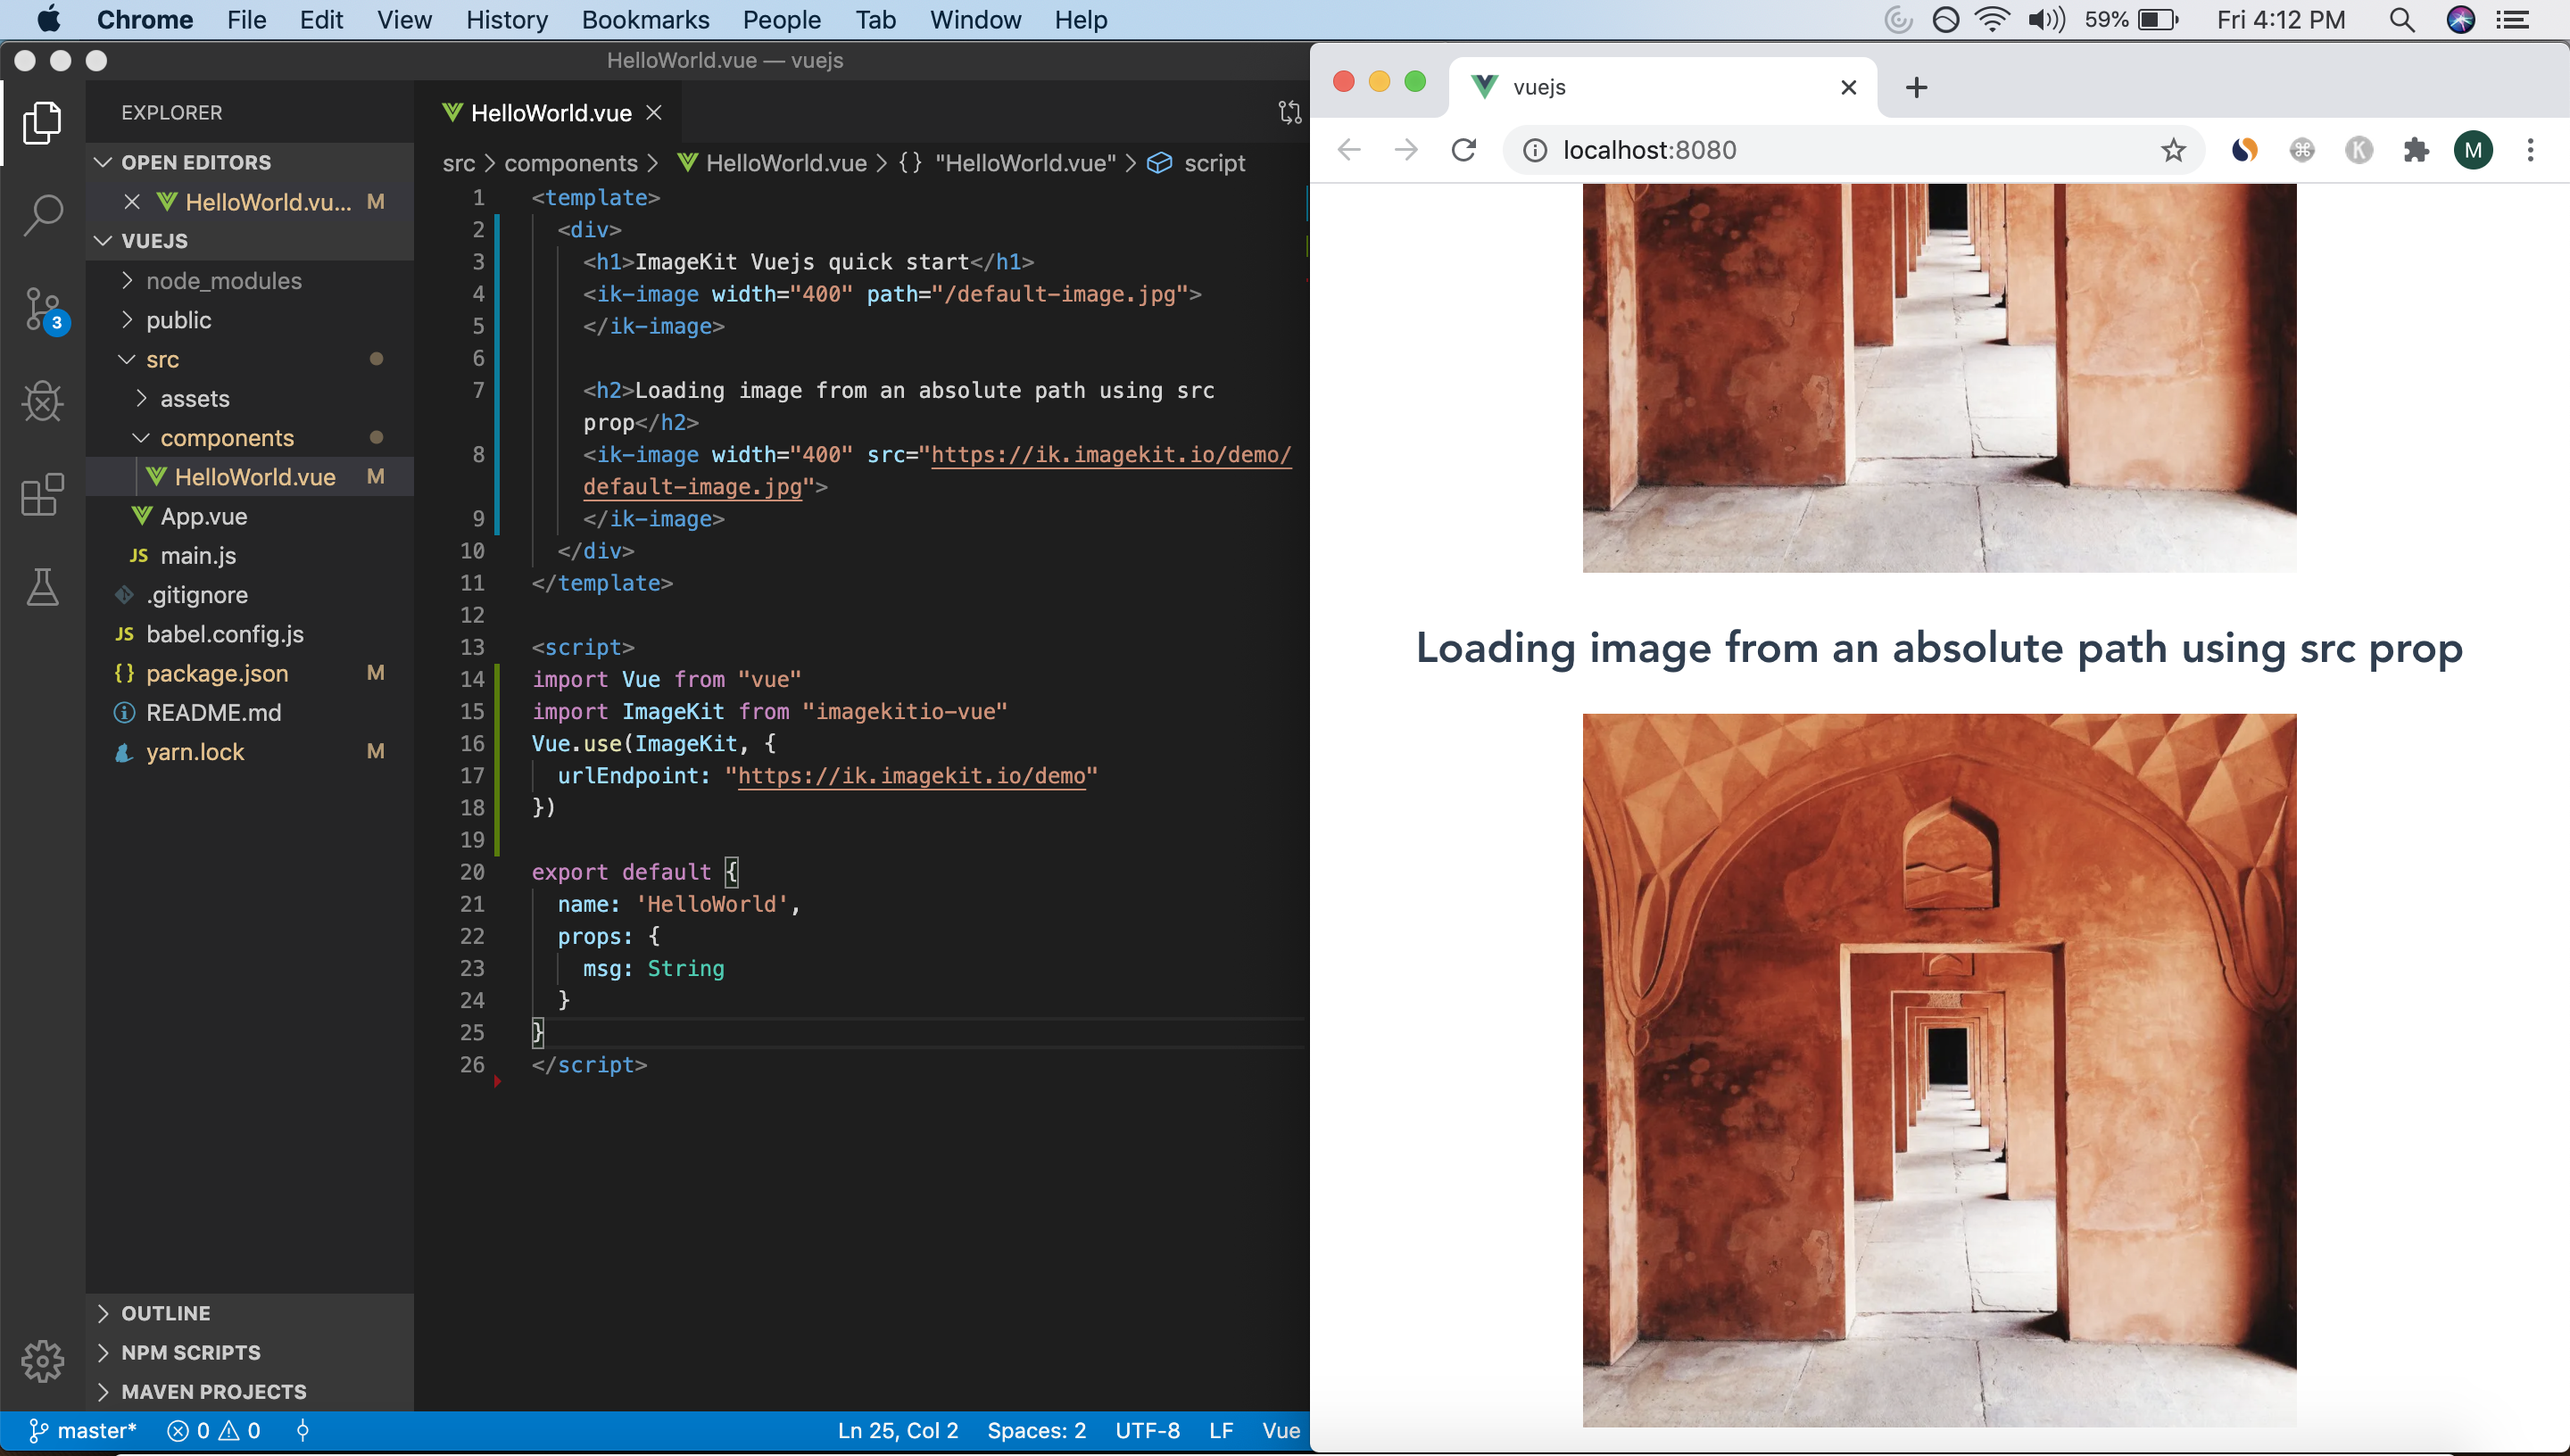 Chrome File Edit View History Bookmarks People Tab Window Help 59% Fri 4:12 PM
HelloWorld.vue — vuejs
EXPLORER
OPEN EDITORS
HelloWorld.vu... M
VUEJS
node_modules
public
src
assets
components
HelloWorld.vue M
App.vue
JS main.js
.gitignore
JS babel.config.js
{} package.json M
README.md
yarn.lock M
OUTLINE
NPM SCRIPTS
MAVEN PROJECTS
3
HelloWorld.vue
src > components > HelloWorld.vue > {} "HelloWorld.vue" > script
1 <template>
2 <div>
3 <h1>ImageKit Vuejs quick start</h1>
4 <ik-image width="400" path="/default-image.jpg">
5 </ik-image>
6
7 <h2>Loading image from an absolute path using src
prop</h2>
8 <ik-image width="400" src="https://ik.imagekit.io/demo/
default-image.jpg">
9 </ik-image>
10 </div>
11 </template>
12
13 <script>
14 import Vue from "vue"
15 import ImageKit from "imagekitio-vue"
16 Vue.use(ImageKit, {
17 urlEndpoint: "https://ik.imagekit.io/demo"
18 })
19
20 export default {
21 name: 'HelloWorld',
22 props: {
23 msg: String
24 }
25 }
26 </script>
master* 0 0 Ln 25, Col 2 Spaces: 2 UTF-8 LF Vue
vuejs
localhost:8080
K
M
Loading image from an absolute path using src prop